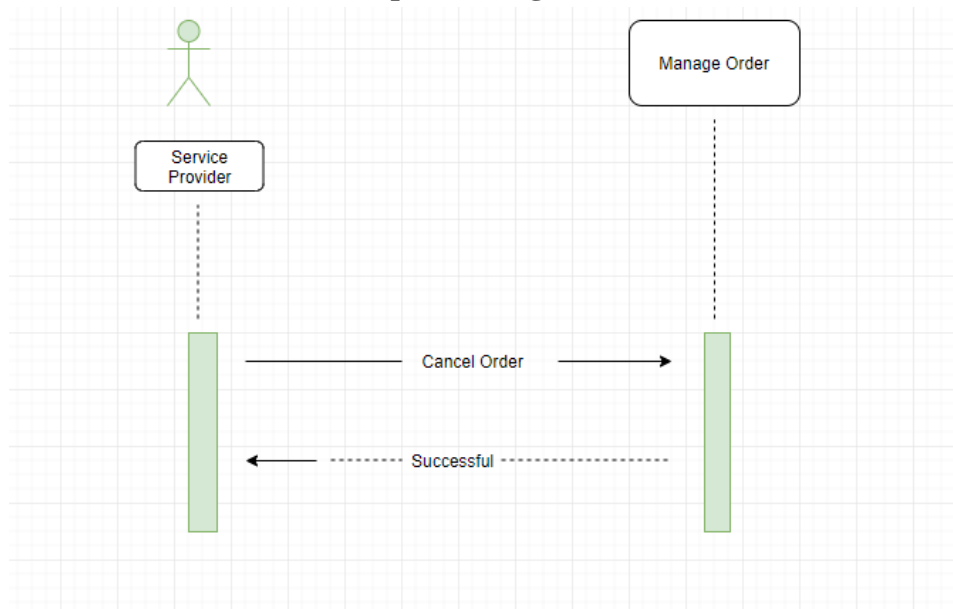 Manage Order
Service
Provider
Cancel Order
Successful